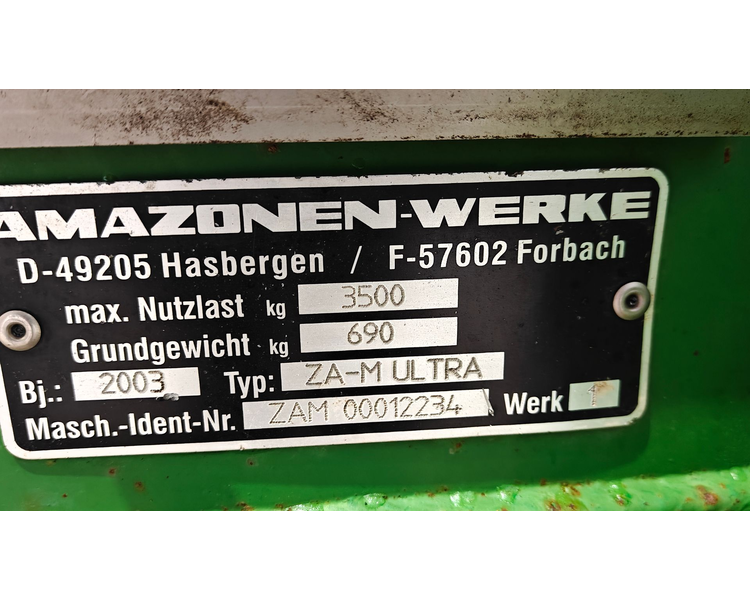 AMAZONEN-WERKE
D-49205 Hasbergen / F-57602 Forbach
max. Nutzlast kg 3500
Grundgewicht kg 690
Bj.: 2003 Typ: ZA-M ULTRA
Masch.-Ident-Nr. ZAM 00012234 Werk 1